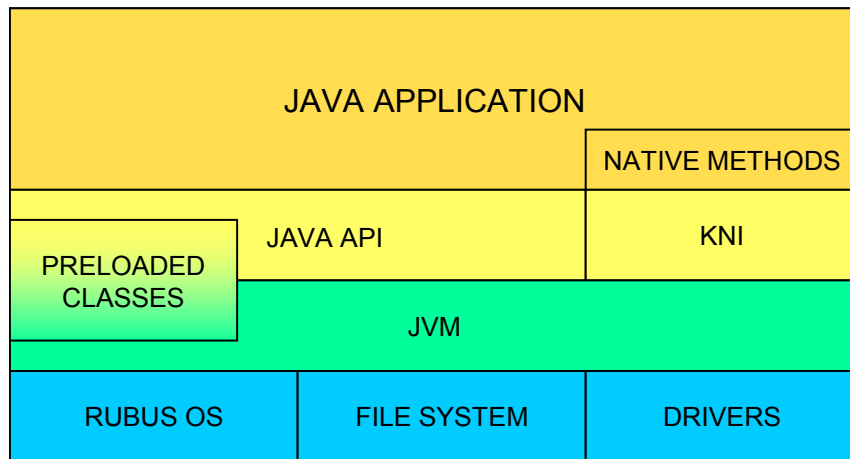 JAVA APPLICATION
NATIVE METHODS
JAVA API
KNI
PRELOADED
CLASSES
JVM
RUBUS OS
FILE SYSTEM
DRIVERS